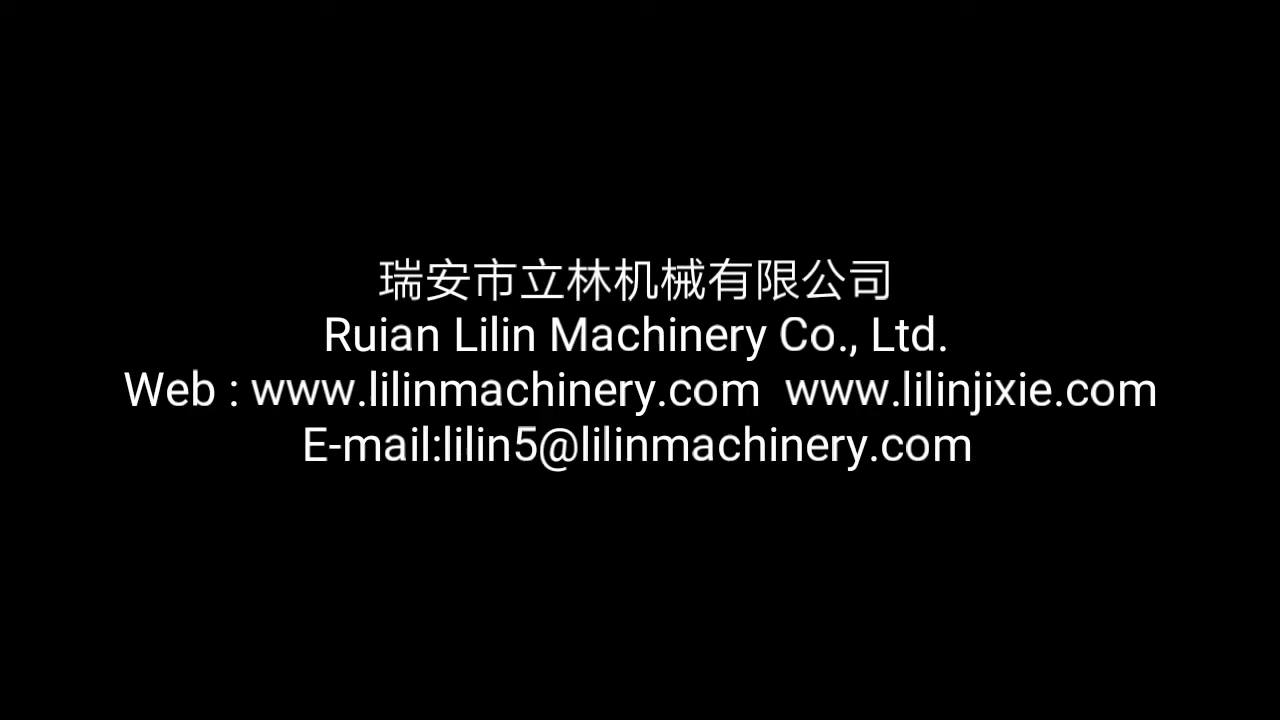 瑞安市立林机械有限公司
Ruian Lilin Machinery Co., Ltd.
Web : www.lilinmachinery.com  www.lilinjixie.com
E-mail:lilin5@lilinmachinery.com